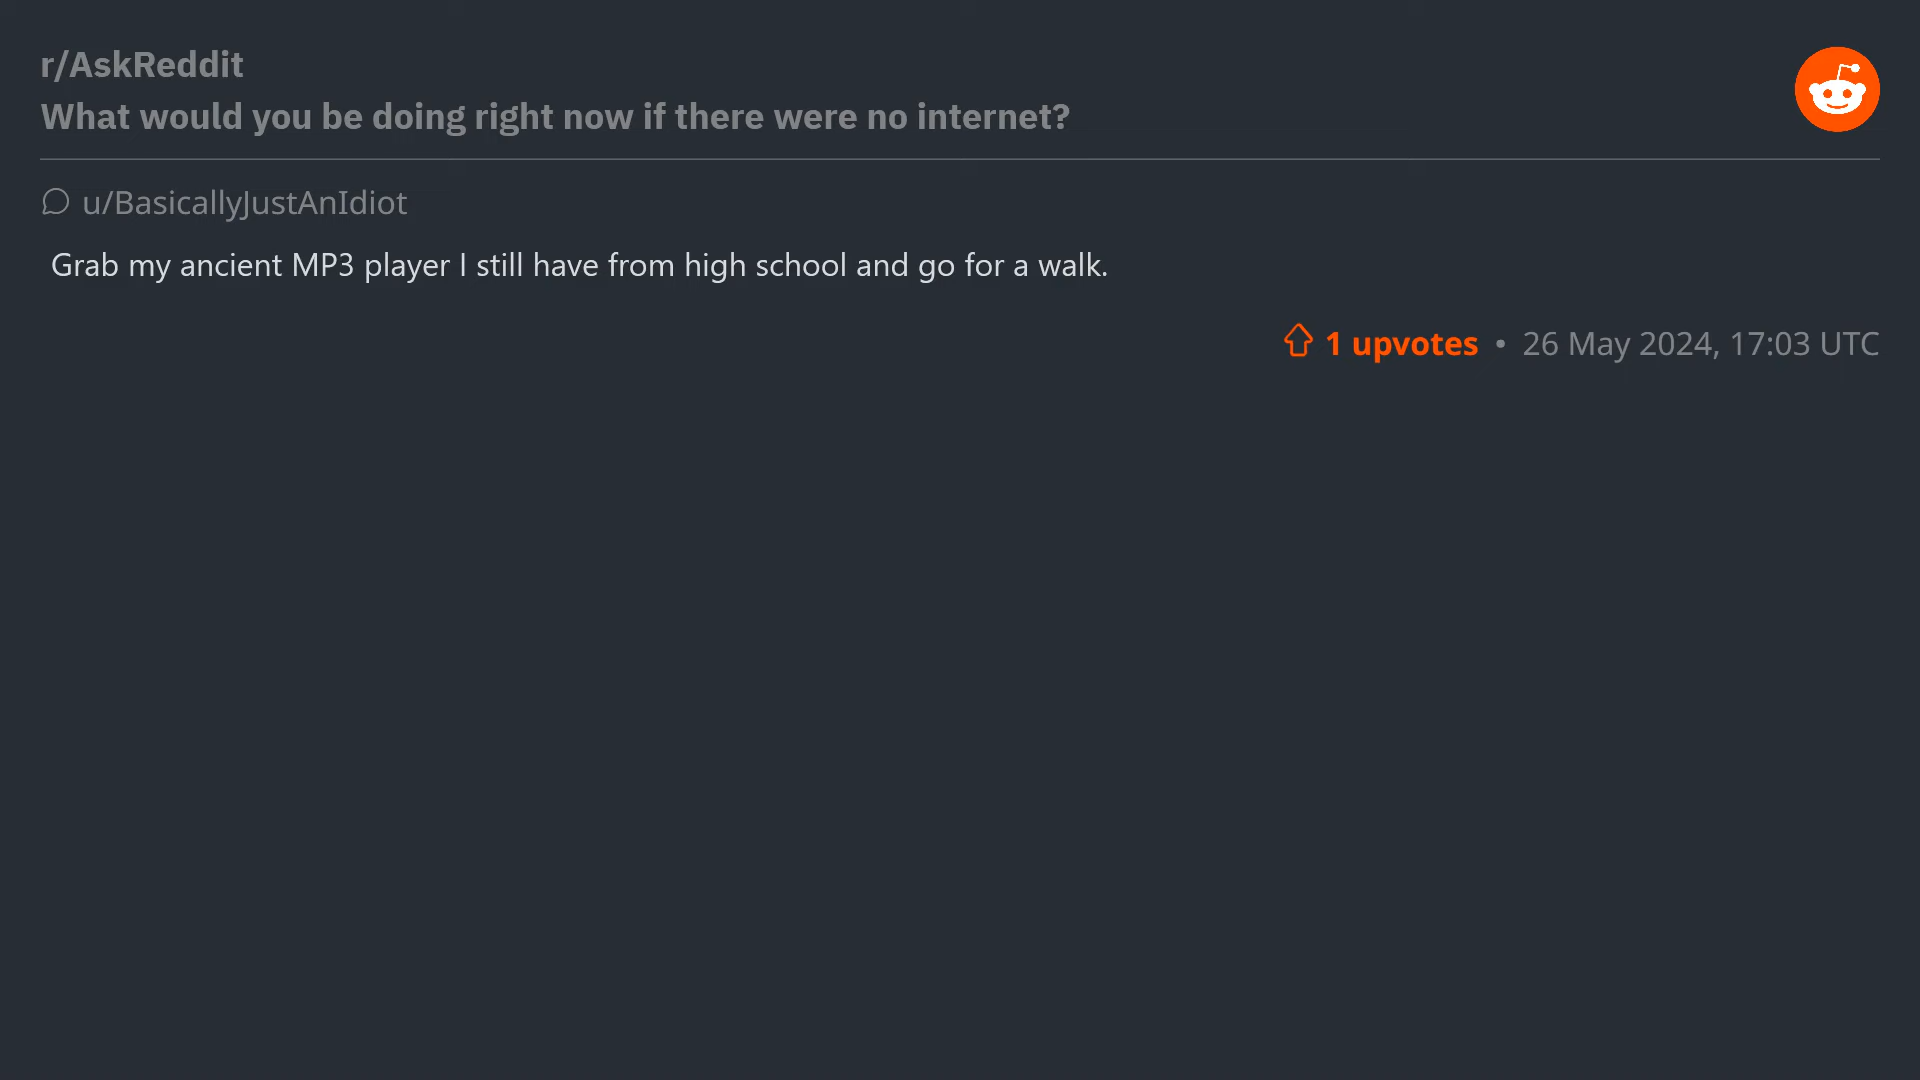 r/AskReddit
What would you be doing right now if there were no internet?
u/BasicallyJustAnIdiot
Grab my ancient MP3 player I still have from high school and go for a walk.
1 upvotes • 26 May 2024, 17:03 UTC